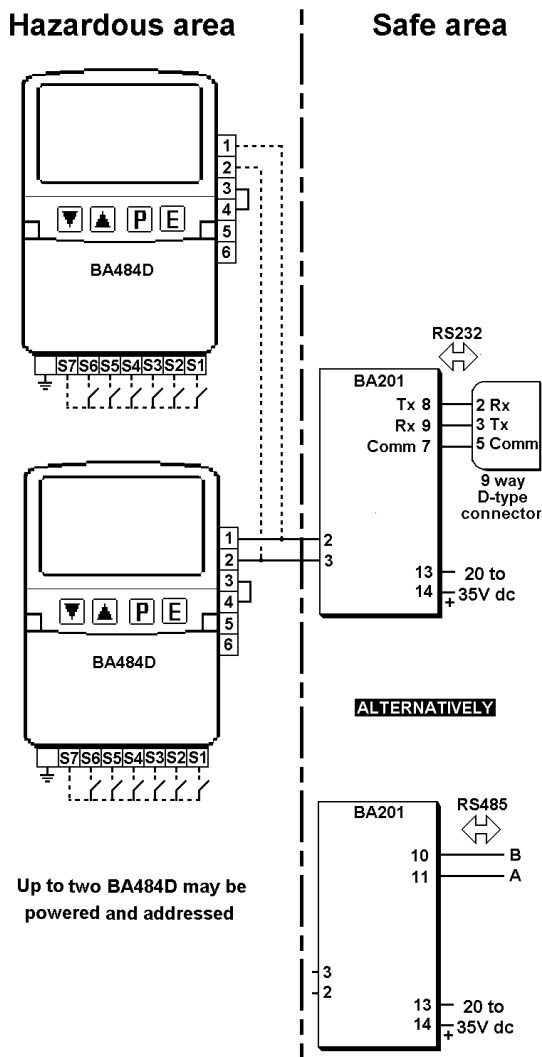 Hazardous area
Safe area
1
2
3
4
5
6
P E
BA484D
S7 S6 S5 S4 S3 S2 S1
RS232
BA201
Tx 8
Rx 9
Comm 7
2 Rx
3 Tx
5 Comm
9 way
D-type
connector
2
3
13
14
+
20 to
35V dc
1
2
3
4
5
6
P E
BA484D
S7 S6 S5 S4 S3 S2 S1
ALTERNATIVELY
Up to two BA484D may be
powered and addressed
BA201
RS485
10
11
B
A
3
2
13
14
+
20 to
35V dc